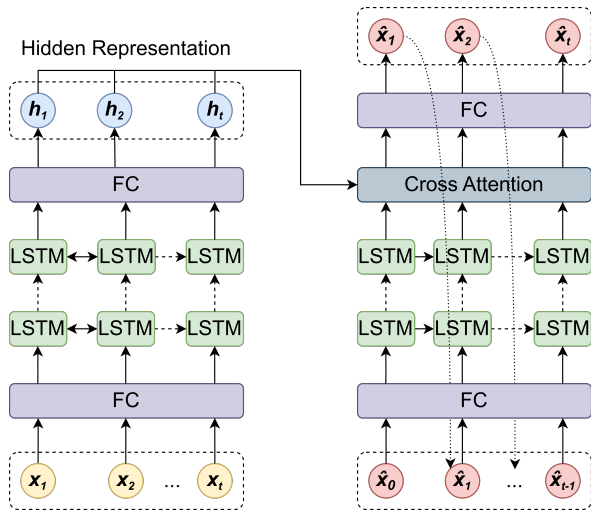 Hidden Representation
h1 h2 ht
FC
LSTM LSTM LSTM
LSTM LSTM LSTM
FC
x1 x2 ... xt
x̂1 x̂2 x̂t
FC
Cross Attention
LSTM LSTM LSTM
LSTM LSTM LSTM
FC
x̂0 x̂1 ... x̂t-1